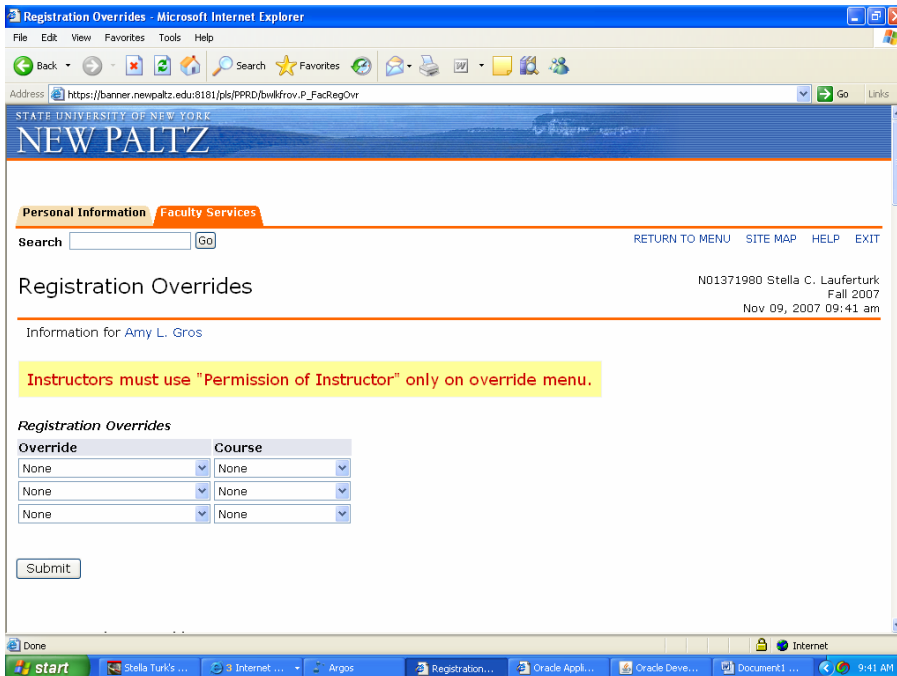 Registration Overrides - Microsoft Internet Explorer
File Edit View Favorites Tools Help
Back Search Favorites
Address https://banner.newpaltz.edu:8181/pls/PPRD/bwlkfrov.P_FacRegOvr Go Links
STATE UNIVERSITY OF NEW YORK
NEW PALTZ
Personal Information Faculty Services
Search Go RETURN TO MENU SITE MAP HELP EXIT
Registration Overrides
N01371980 Stella C. Lauferturk
Fall 2007
Nov 09, 2007 09:41 am
Information for Amy L. Gros
Instructors must use "Permission of Instructor" only on override menu.
Registration Overrides
Override Course
None None
None None
None None
Submit
Done Internet
start Stella Turk's ... 3 Internet ... Argos Registration... Oracle Appli... Oracle Deve... Document1 ... 9:41 AM